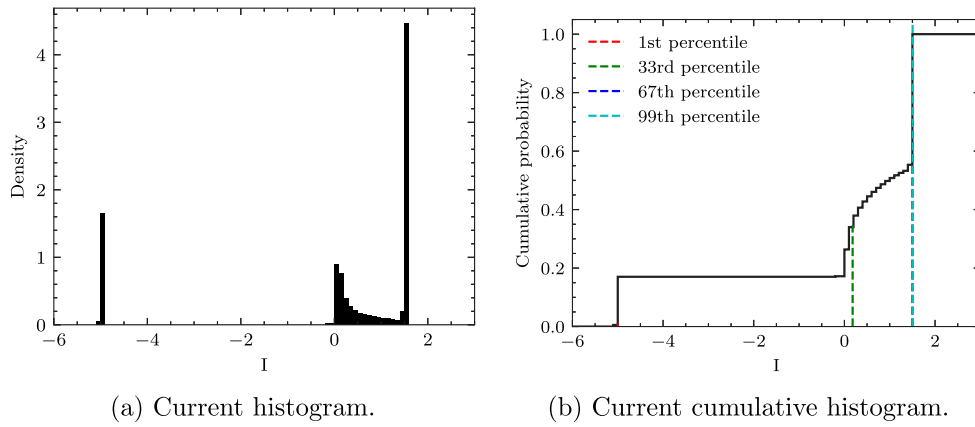 4
3
2
1
0
Density
−6
−4
−2
0
2
I
(a) Current histogram.
1.0
0.8
0.6
0.4
0.2
0.0
Cumulative probability
1st percentile
33rd percentile
67th percentile
99th percentile
−6
−4
−2
0
2
I
(b) Current cumulative histogram.